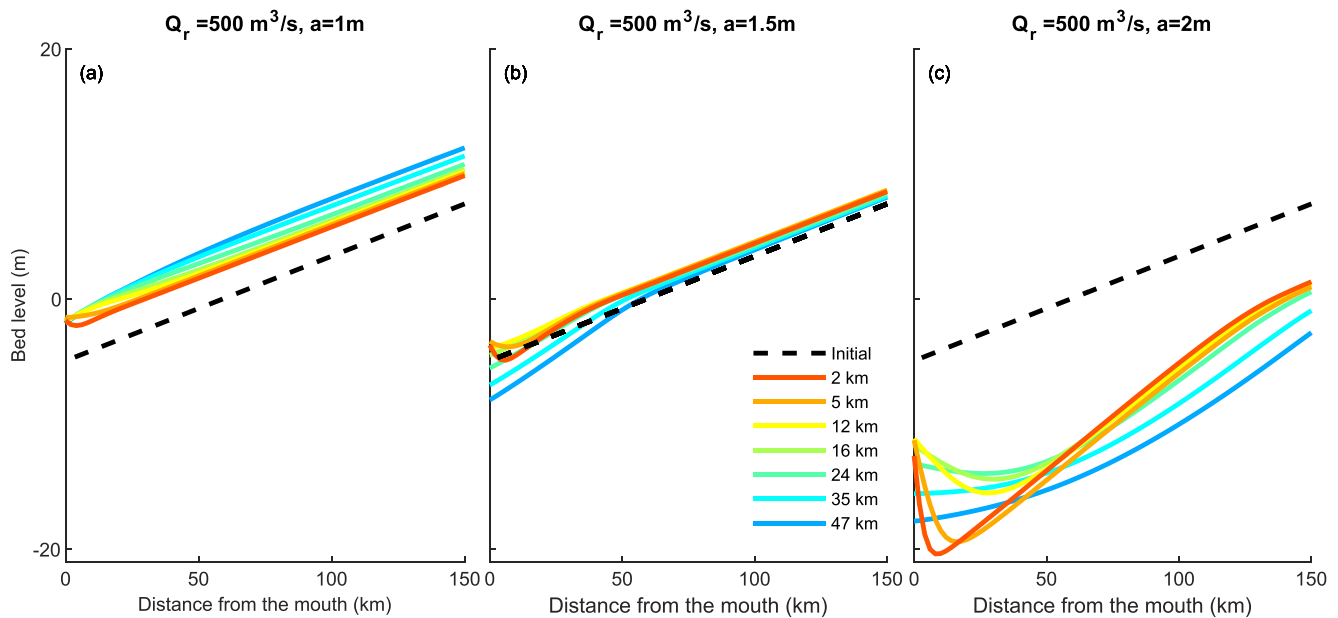 Q_r =500 m^3/s, a=1m
Q_r =500 m^3/s, a=1.5m
Q_r =500 m^3/s, a=2m
20
(a)
(b)
(c)
0
-20
Bed level (m)
Initial
2 km
5 km
12 km
16 km
24 km
35 km
47 km
0 50 100 150
0 50 100 150
0 50 100 150
Distance from the mouth (km)
Distance from the mouth (km)
Distance from the mouth (km)